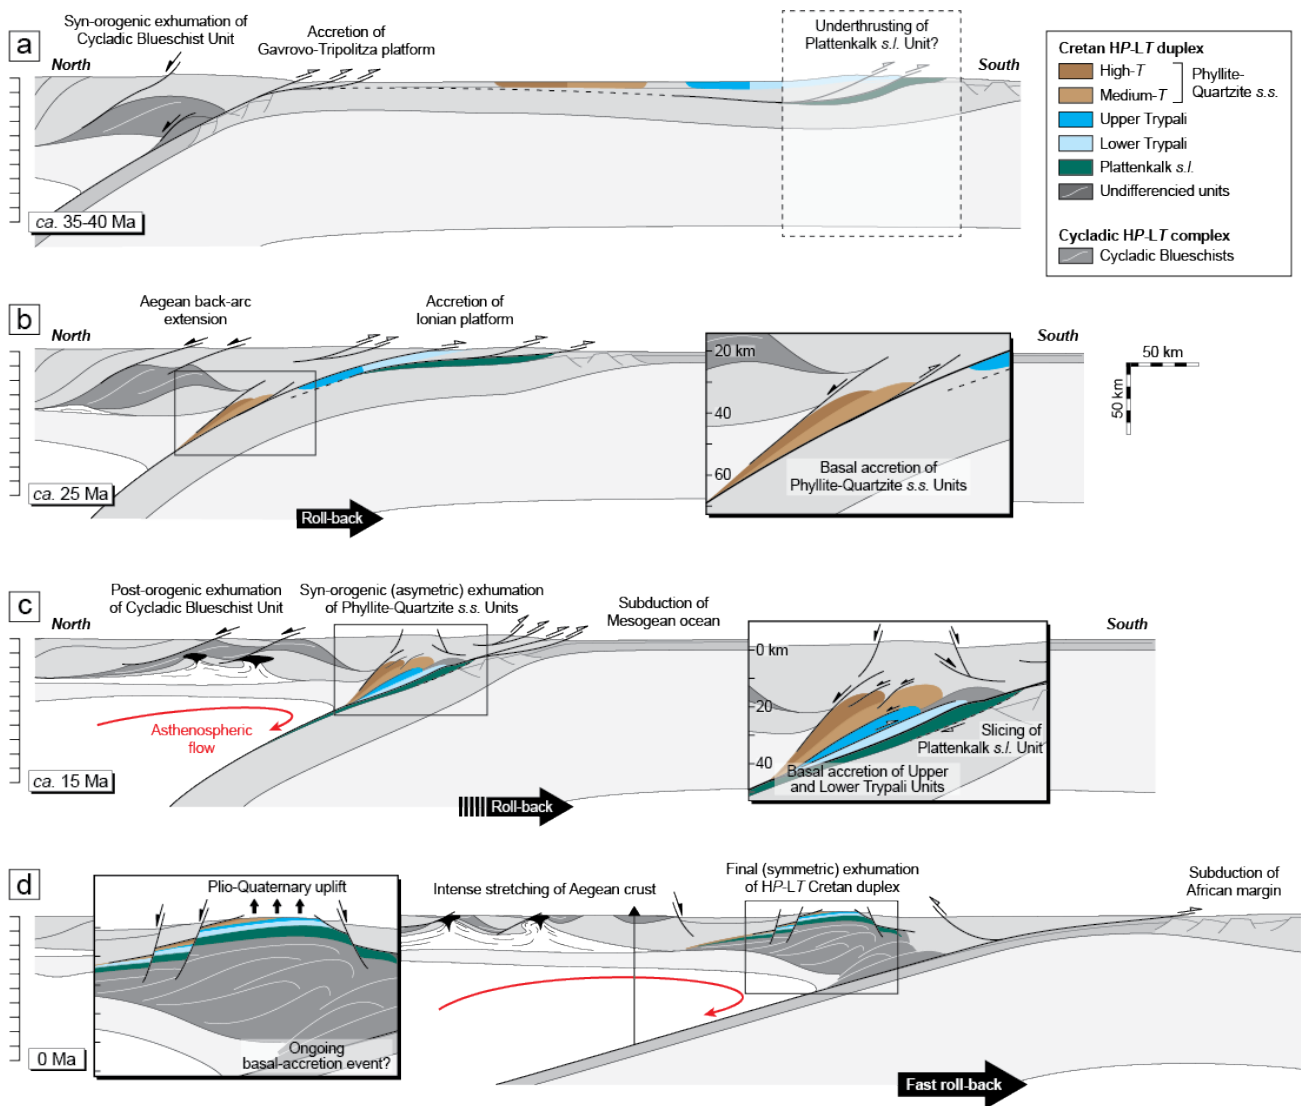 a
Syn-orogenic exhumation of
Cycladic Blueschist Unit
Accretion of
Gavrovo-Tripolitza platform
Underthrusting of
Plattenkalk s.l. Unit?
North
South
ca. 35-40 Ma
Cretan HP-LT duplex
High-T
Medium-T
Phyllite-
Quartzite s.s.
Upper Trypali
Lower Trypali
Plattenkalk s.l.
Undifferencied units
Cycladic HP-LT complex
Cycladic Blueschists
b
Aegean back-arc
extension
Accretion of
Ionian platform
North
South
20 km
40
60
Basal accretion of
Phyllite-Quartzite s.s. Units
50 km
50 km
ca. 25 Ma
Roll-back
c
Post-orogenic exhumation
of Cycladic Blueschist Unit
Syn-orogenic (asymetric) exhumation
of Phyllite-Quartzite s.s. Units
Subduction of
Mesogean ocean
North
South
0 km
20
40
Slicing of
Plattenkalk s.l. Unit
Basal accretion of Upper
and Lower Trypali Units
Asthenospheric
flow
ca. 15 Ma
Roll-back
d
Plio-Quaternary uplift
Intense stretching of Aegean crust
Final (symmetric) exhumation
of HP-LT Cretan duplex
Subduction of
African margin
Ongoing
basal-accretion event?
0 Ma
Fast roll-back